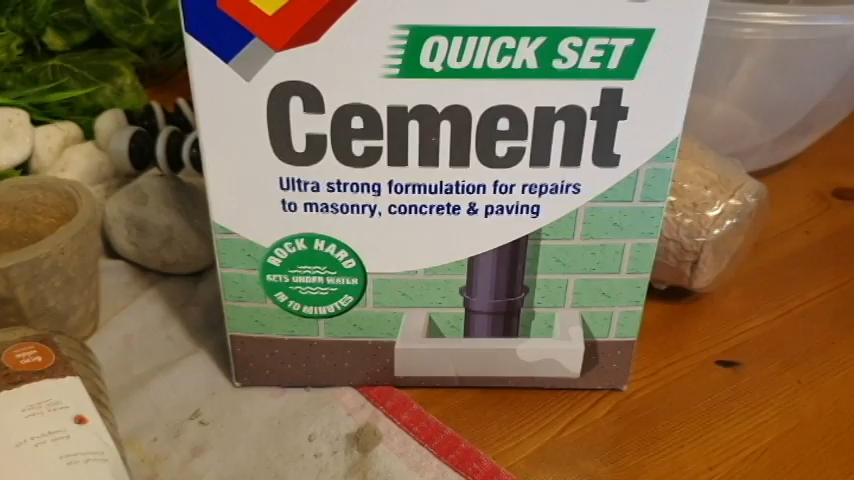 QUICK SET
Cement
Ultra strong formulation for repairs
to masonry, concrete & paving
ROCK HARD
SETS UNDER WATER
IN 10 MINUTES